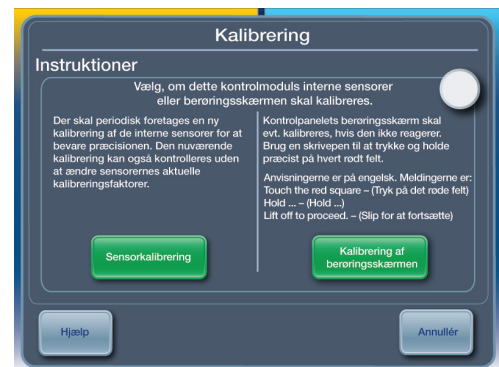 Kalibrering
Instruktioner
Vælg, om dette kontrolmoduls interne sensorer
eller berøringsskærmen skal kalibreres.
Der skal periodisk foretages en ny
kalibrering af de interne sensorer for at
bevare præcisionen. Den nuværende
kalibrering kan også kontrolleres uden
at ændre sensorernes aktuelle
kalibreringsfaktorer.
Sensorkalibrering
Kontrolpanelets berøringsskærm skal
evt. kalibreres, hvis den ikke reagerer.
Brug en skrivepen til at trykke og holde
præcist på hvert rødt felt.
Anvisningerne er på engelsk. Meldingerne er:
Touch the red square – (Tryk på det røde felt)
Hold ... – (Hold ...)
Lift off to proceed. – (Slip for at fortsætte)
Kalibrering af
berøringsskærmen
Hjælp
Annullér